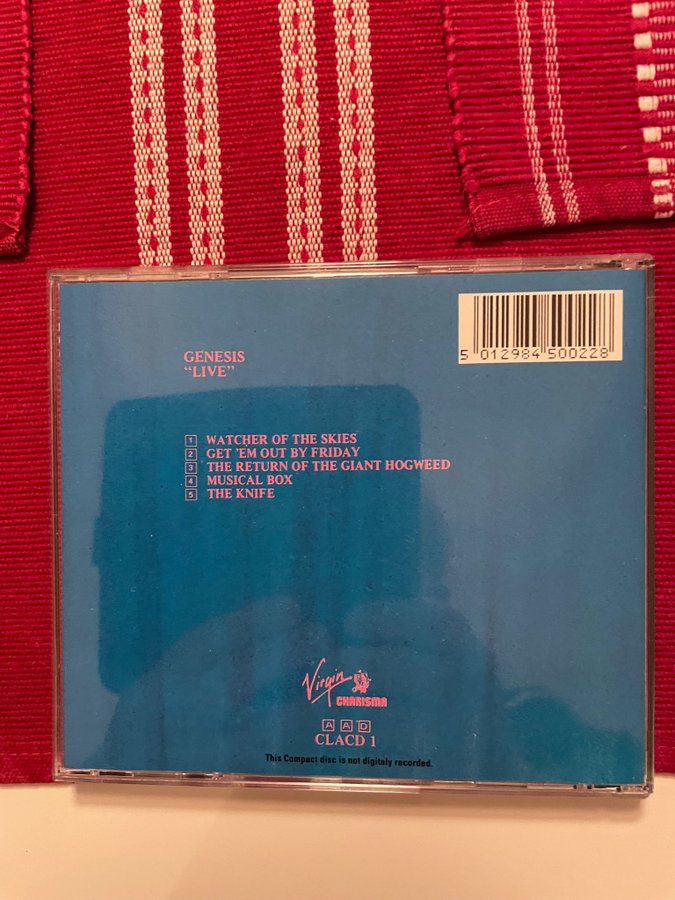 5 012984 500228
GENESIS
“LIVE”
1 WATCHER OF THE SKIES
2 GET 'EM OUT BY FRIDAY
3 THE RETURN OF THE GIANT HOGWEED
4 MUSICAL BOX
5 THE KNIFE
Virgin
CHARISMA
A A D
CLACD 1
This Compact disc is not digitaly recorded.